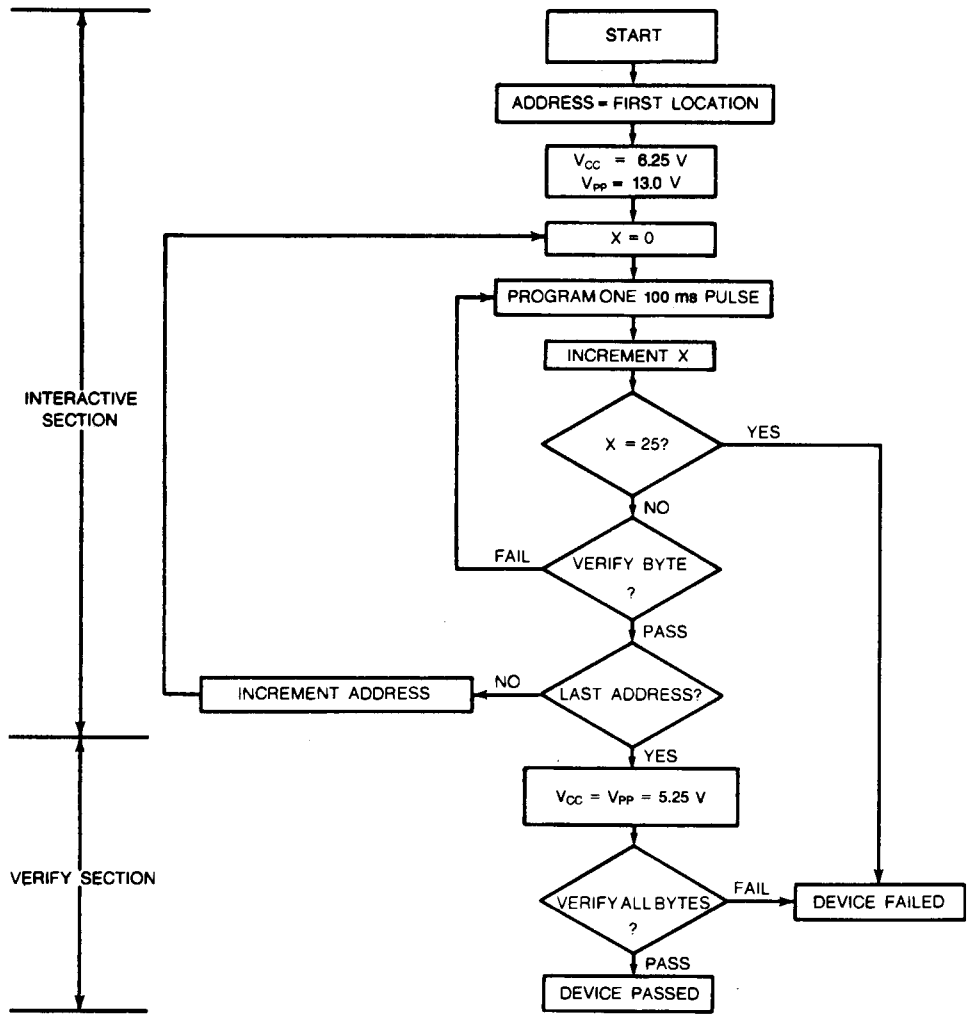 START
ADDRESS = FIRST LOCATION
VCC = 6.25 V
VPP = 13.0 V
X = 0
PROGRAM ONE 100 ms PULSE
INCREMENT X
INTERACTIVE
SECTION
X = 25?
YES
NO
FAIL
VERIFY BYTE
?
PASS
INCREMENT ADDRESS
NO
LAST ADDRESS?
YES
VCC = VPP = 5.25 V
VERIFY SECTION
VERIFY ALL BYTES
?
FAIL
DEVICE FAILED
PASS
DEVICE PASSED